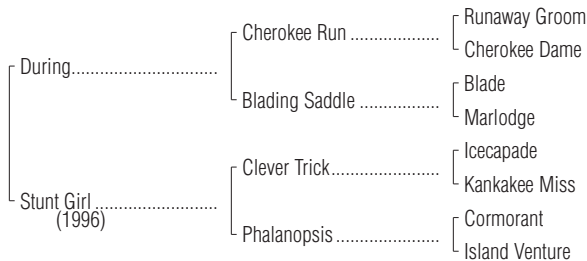 Runaway Groom
Cherokee Run ....................
Cherokee Dame
During.................................
Blade
Blading Saddle ..................
Marlodge
Icecapade
Clever Trick........................
Kankakee Miss
Stunt Girl ............................
(1996)
Cormorant
Phalanopsis .......................
Island Venture